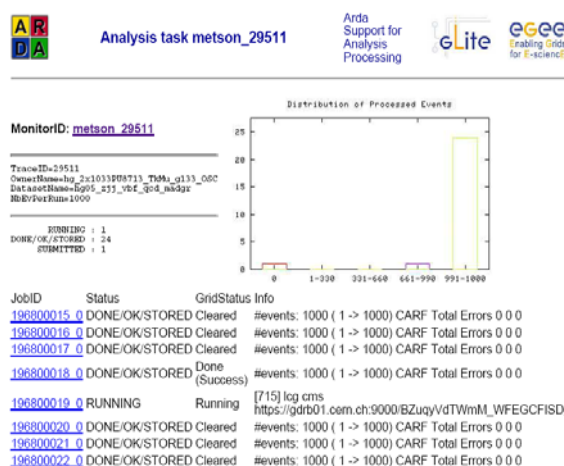 A R
D A
Analysis task metson_29511
Arda
Support for
Analysis
Processing
gLite
egee
Enabling Grids
for E-sciencE
Distribution of Processed Events
MonitorID: metson_29511
TraceID=29511
OwnerName=hg_2x1033PU8713_TkMu_g133_OSC
DatasetName=hg05_zjj_vbf_qcd_madgr
NbEvPerRun=1000
RUNNING : 1
DONE/OK/STORED : 24
SUBMITTED : 1
25
20
15
10
5
0
0 1-330 331-660 661-990 991-1000
JobID Status GridStatus Info
196800015_0 DONE/OK/STORED Cleared #events: 1000 ( 1 -> 1000) CARF Total Errors 0 0 0
196800016_0 DONE/OK/STORED Cleared #events: 1000 ( 1 -> 1000) CARF Total Errors 0 0 0
196800017_0 DONE/OK/STORED Cleared #events: 1000 ( 1 -> 1000) CARF Total Errors 0 0 0
196800018_0 DONE/OK/STORED Done (Success) #events: 1000 ( 1 -> 1000) CARF Total Errors 0 0 0
196800019_0 RUNNING Running [715] lcg cms
https://gdrb01.cern.ch:9000/BZuqyVdTWmM_WFEGCFISD
196800020_0 DONE/OK/STORED Cleared #events: 1000 ( 1 -> 1000) CARF Total Errors 0 0 0
196800021_0 DONE/OK/STORED Cleared #events: 1000 ( 1 -> 1000) CARF Total Errors 0 0 0
196800022_0 DONE/OK/STORED Cleared #events: 1000 ( 1 -> 1000) CARF Total Errors 0 0 0